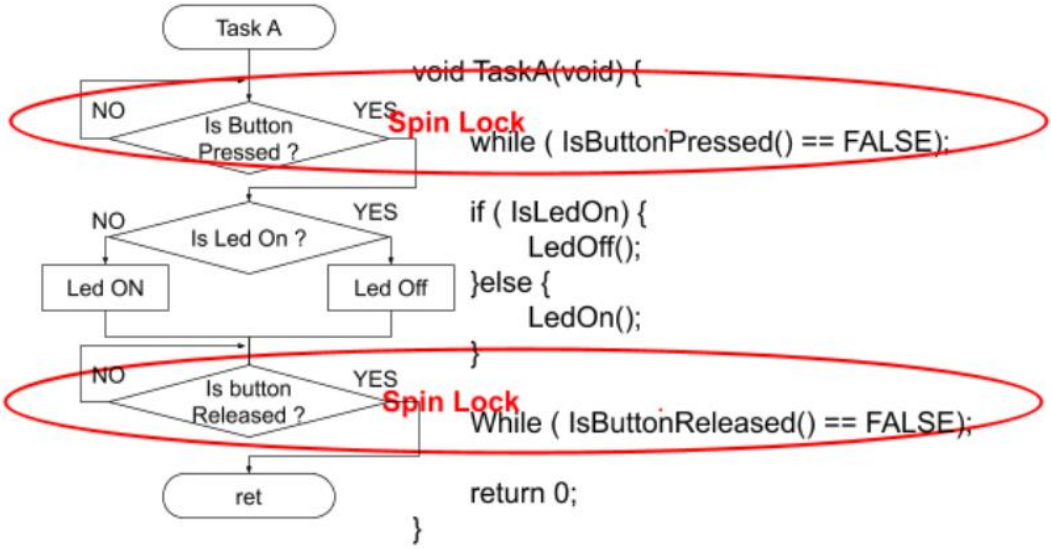 Task A
NO
Is Button
Pressed ?
YES
Is Led On ?
NO
YES
Led ON
Led Off
NO
Is button
Released ?
YES
ret
void TaskA(void) {
Spin Lock
while ( IsButtonPressed() == FALSE);
if ( IsLedOn) {
LedOff();
}else {
LedOn();
}
Spin Lock
While ( IsButtonReleased() == FALSE);
return 0;
}